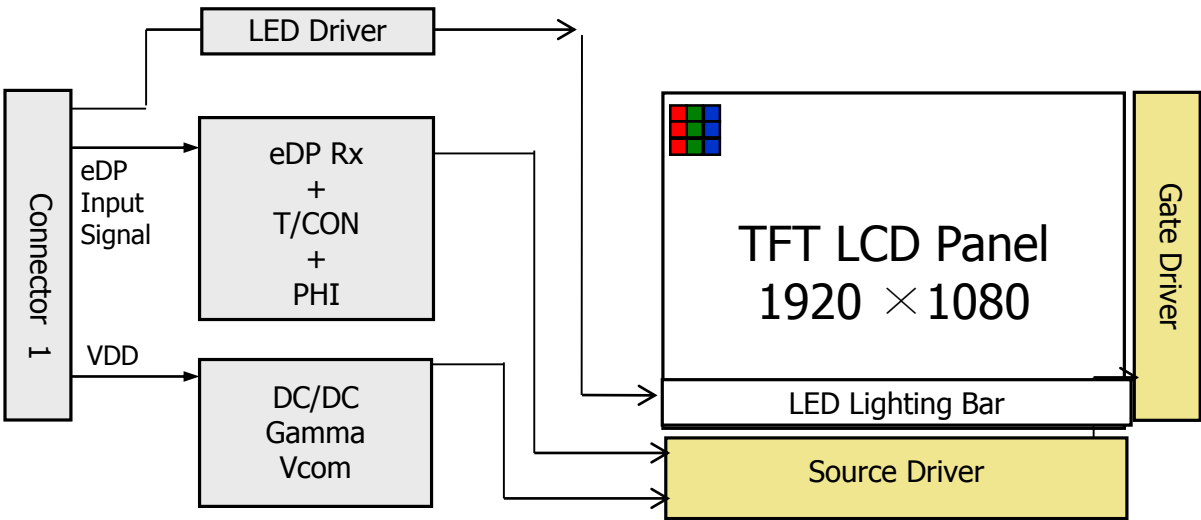 LED Driver
Connector 1
eDP
Input
Signal
eDP Rx
+
T/CON
+
PHI
VDD
DC/DC
Gamma
Vcom
TFT LCD Panel
1920 ×1080
LED Lighting Bar
Source Driver
Gate Driver